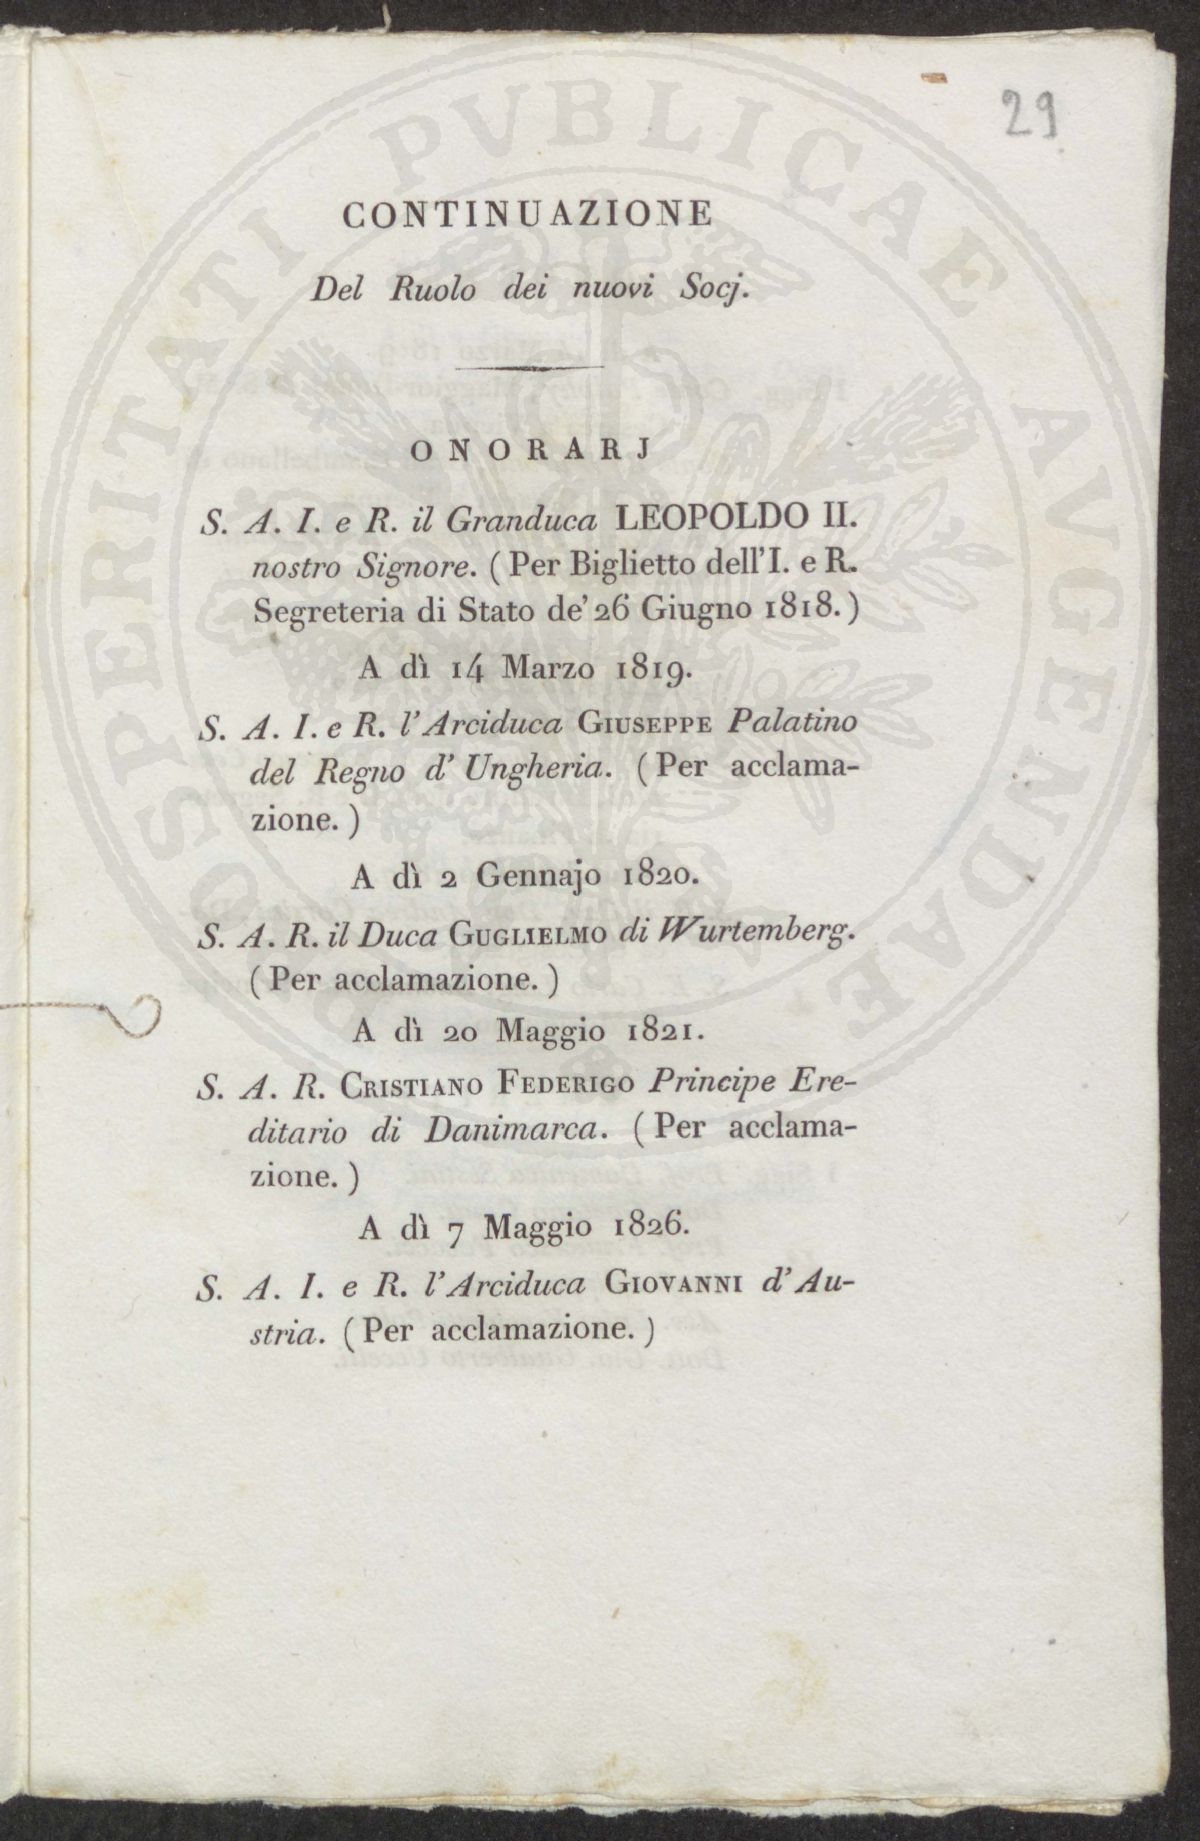 29
CONTINUAZIONE
Del Ruolo dei nuovi Socj.
ONORARJ
S. A. I. e R. il Granduca LEOPOLDO II.
nostro Signore. (Per Biglietto dell'I. e R.
Segreteria di Stato de' 26 Giugno 1818.)
A dì 14 Marzo 1819.
S. A. I. e R. l'Arciduca GIUSEPPE Palatino
del Regno d'Ungheria. (Per acclama-
zione.)
A dì 2 Gennajo 1820.
S. A. R. il Duca GUGLIELMO di Wurtemberg.
(Per acclamazione.)
A dì 20 Maggio 1821.
S. A. R. CRISTIANO FEDERIGO Principe Ere-
ditario di Danimarca. (Per acclama-
zione.)
A dì 7 Maggio 1826.
S. A. I. e R. l'Arciduca GIOVANNI d'Au-
stria. (Per acclamazione.)
PROSPERITATI PVBLICAE AVGENDAE